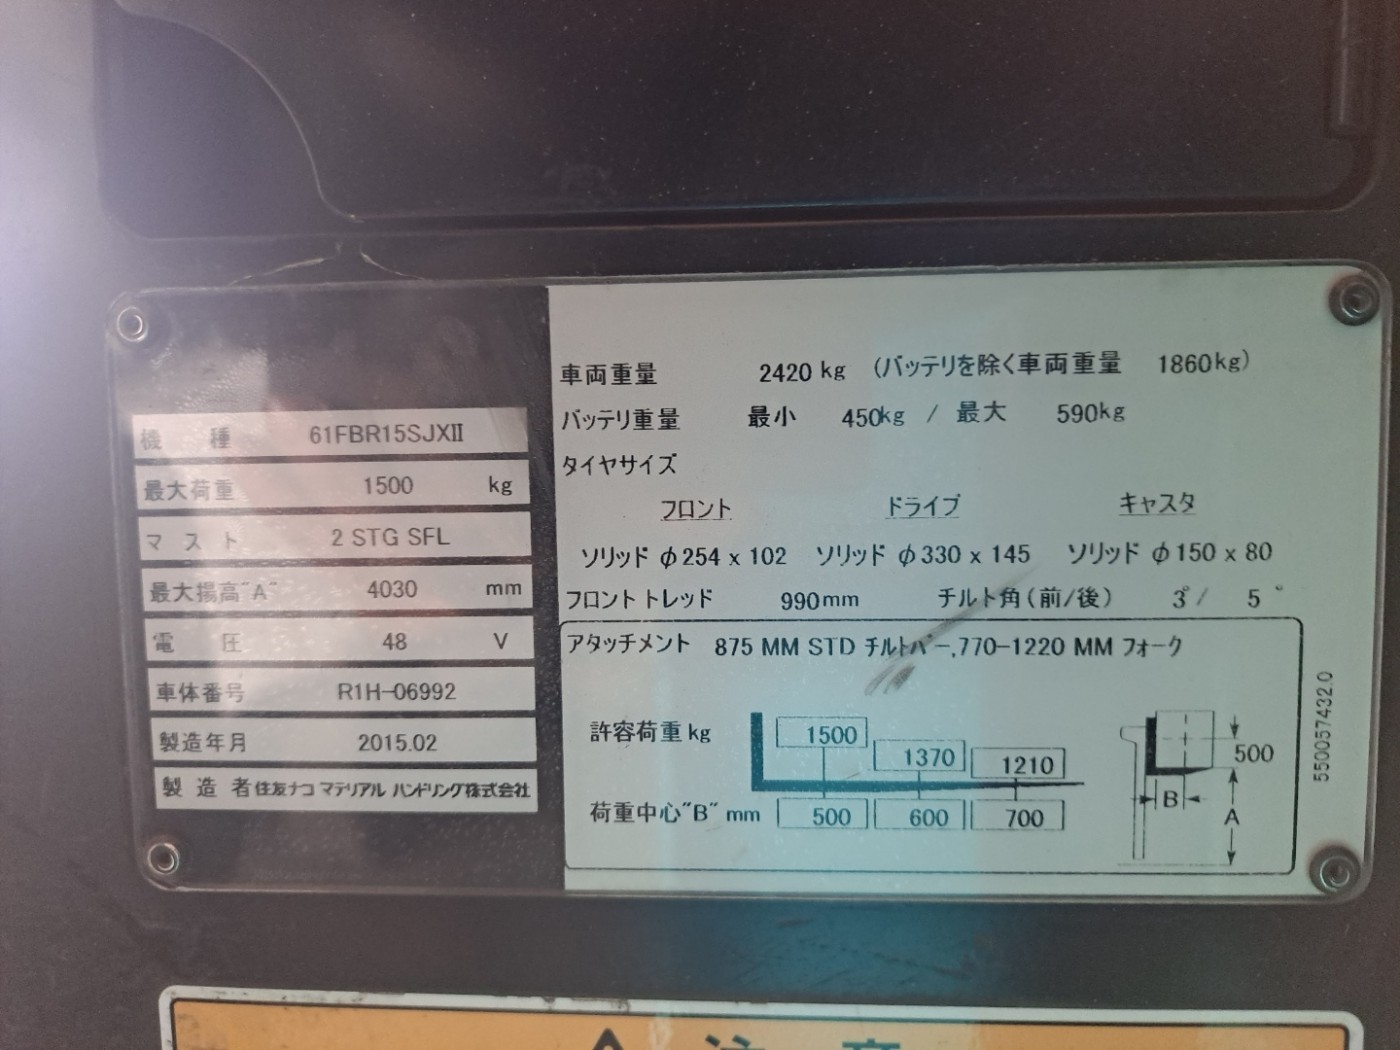 機 種 61FBR15SJXⅡ
最大荷重 1500 kg
マスト 2 STG SFL
最大揚高"A" 4030 mm
電 圧 48 V
車体番号 R1H-06992
製造年月 2015.02
製造者 住友ナコ マテリアル ハンドリング株式会社
車両重量 2420 kg (バッテリを除く車両重量 1860kg)
バッテリ重量 最小 450kg / 最大 590kg
タイヤサイズ
フロント ドライブ キャスタ
ソリッド φ254 x 102 ソリッド φ330 x 145 ソリッド φ150 x 80
フロントトレッド 990mm チルト角(前/後) 3°/ 5°
アタッチメント 875 MM STD チルトバー,770-1220 MM フォーク
許容荷重 kg 1500 1370 1210
荷重中心"B" mm 500 600 700
500
B
A
550057432.0
注 意